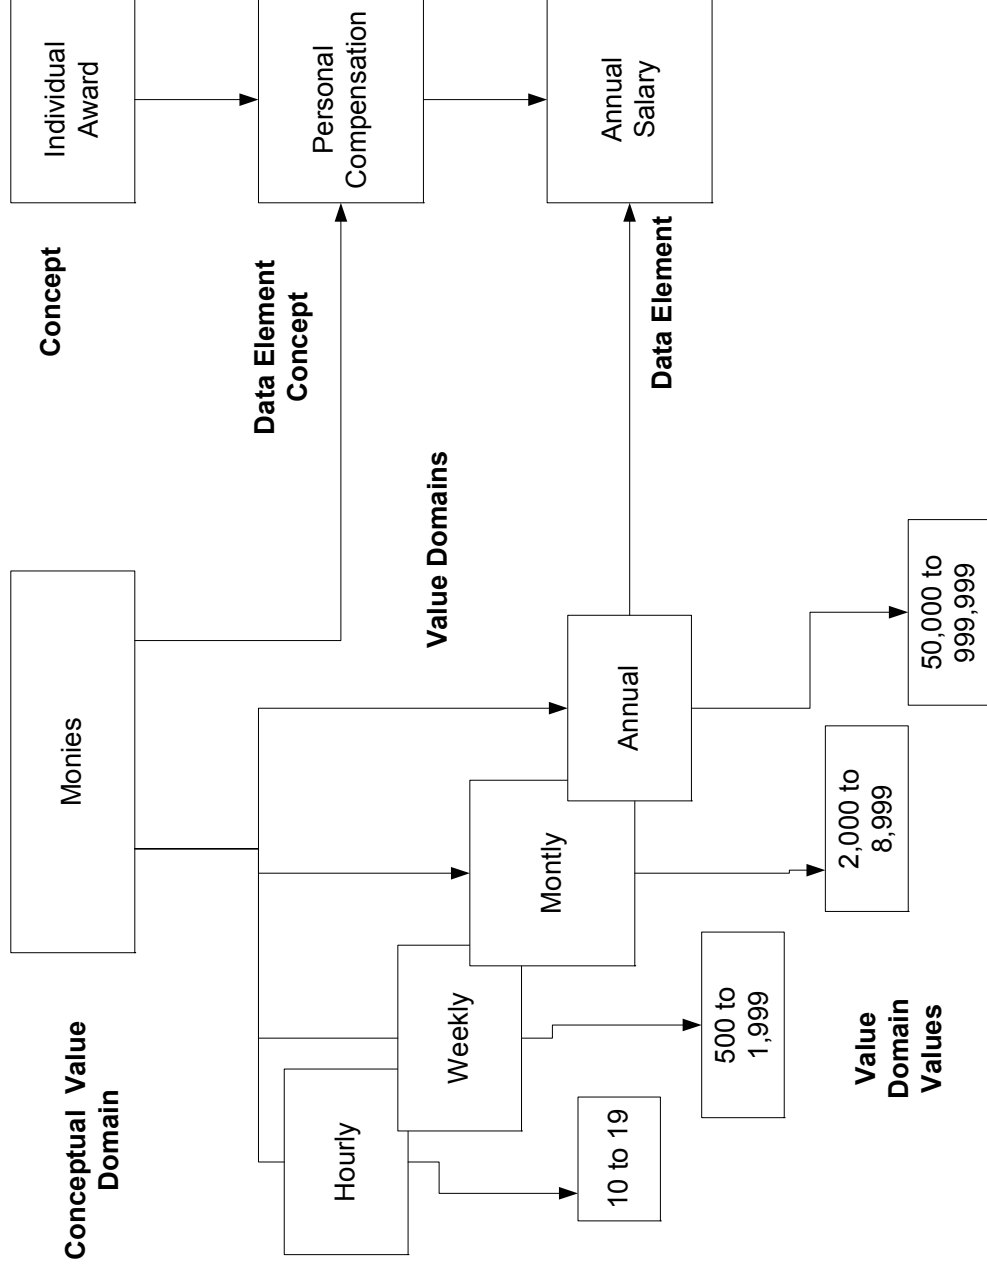 Conceptual Value
Domain
Monies
Concept
Individual
Award
Data Element
Concept
Personal
Compensation
Value Domains
Hourly
Weekly
Montly
Annual
Data Element
Annual
Salary
10 to 19
500 to
1,999
2,000 to
8,999
50,000 to
999,999
Value
Domain
Values